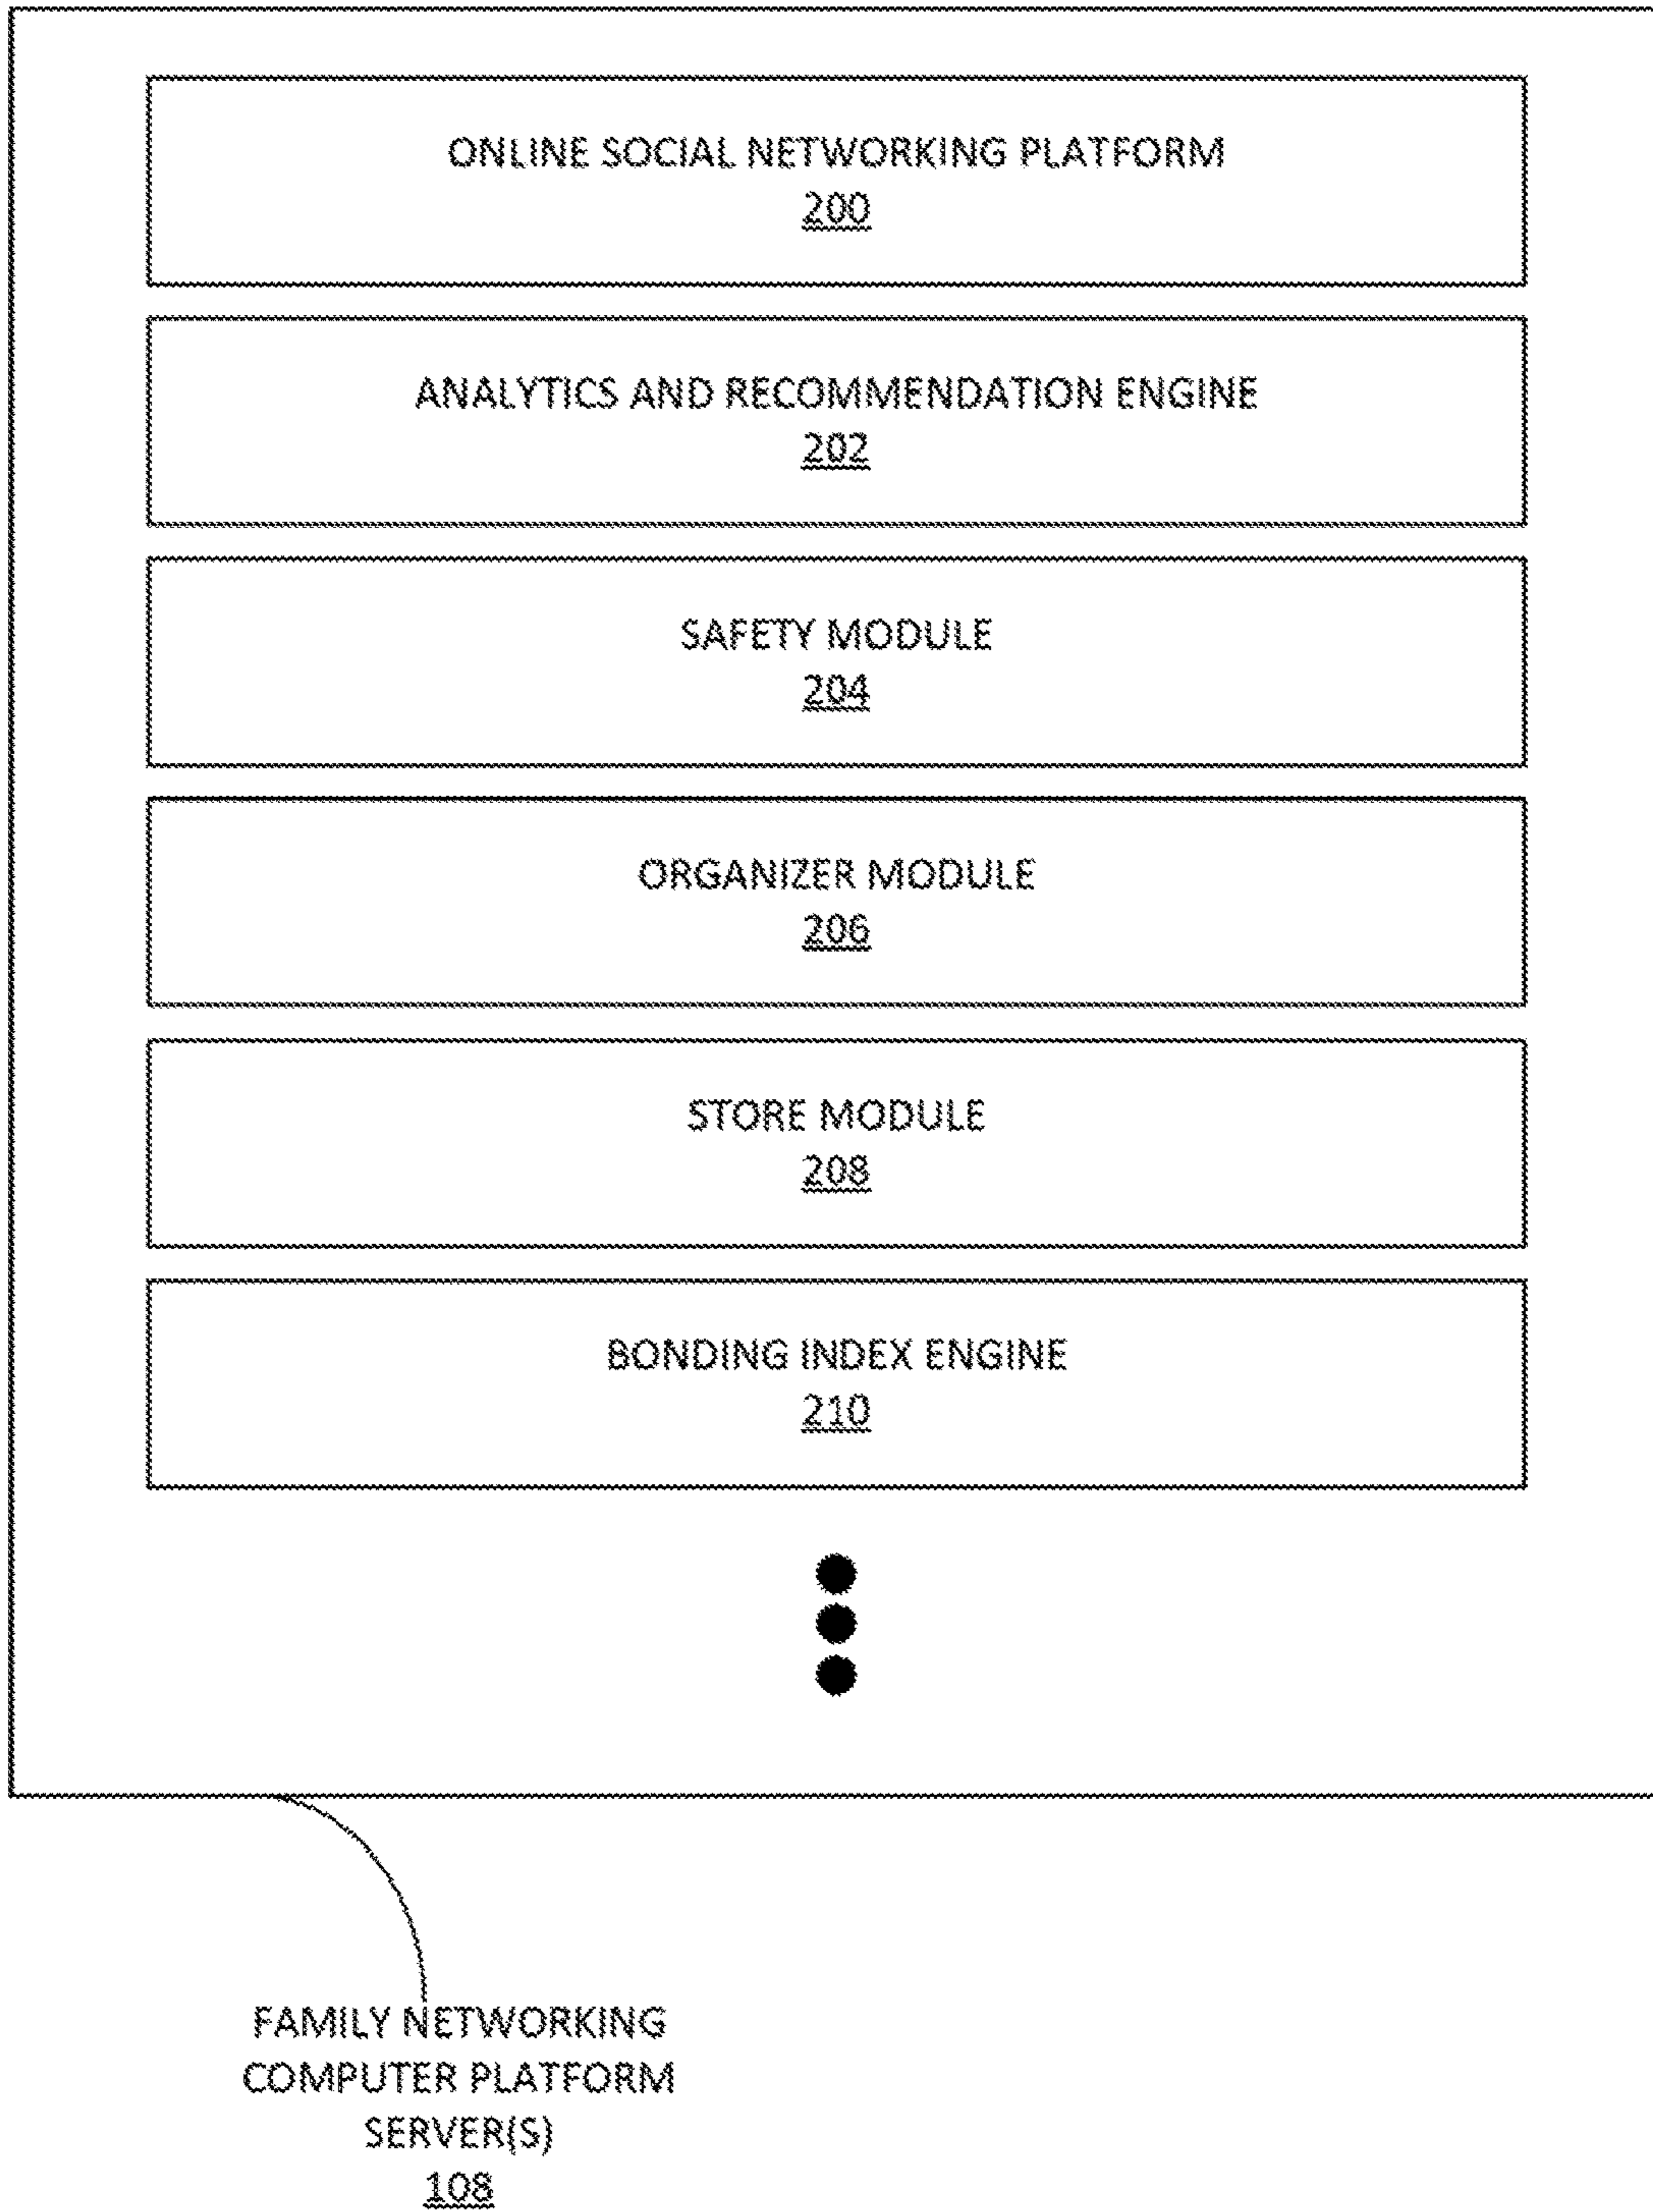 ONLINE SOCIAL NETWORKING PLATFORM
200
ANALYTICS AND RECOMMENDATION ENGINE
202
SAFETY MODULE
204
ORGANIZER MODULE
206
STORE MODULE
208
BONDING INDEX ENGINE
210
FAMILY NETWORKING
COMPUTER PLATFORM
SERVER(S)
108